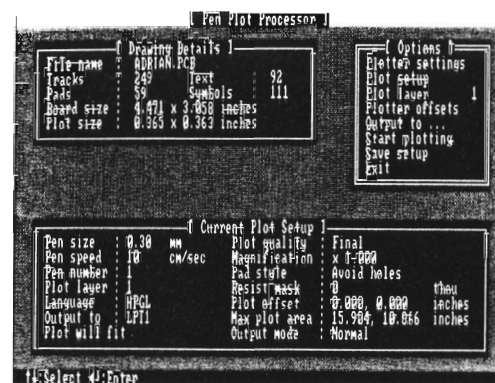 [ Pen Plot Processor ]
[ Drawing Details ]
File name : ADRIAN.PCB
Tracks : 249 Text : 92
Pads : 59 Symbols : 111
Board size : 4.471 x 3.058 inches
Plot size : 0.365 x 0.363 inches
[ Options ]
Plotter settings
Plot setup
Plot layer 1
Plotter offsets
Output to ...
Start plotting
Save setup
Exit
[ Current Plot Setup ]
Pen size : 0.30 mm Plot quality : Final
Pen speed : 10 cm/sec Magnification : x 1.000
Pen number : 1 Pad style : Avoid holes
Plot layer : 1 Resist mask : 0 thou
Language : HPGL Plot offset : 0.000, 0.000 inches
Output to : LPT1 Max plot area : 15.904, 10.866 inches
Plot will fit Output mode : Normal
↑↓:Select ↵:Enter